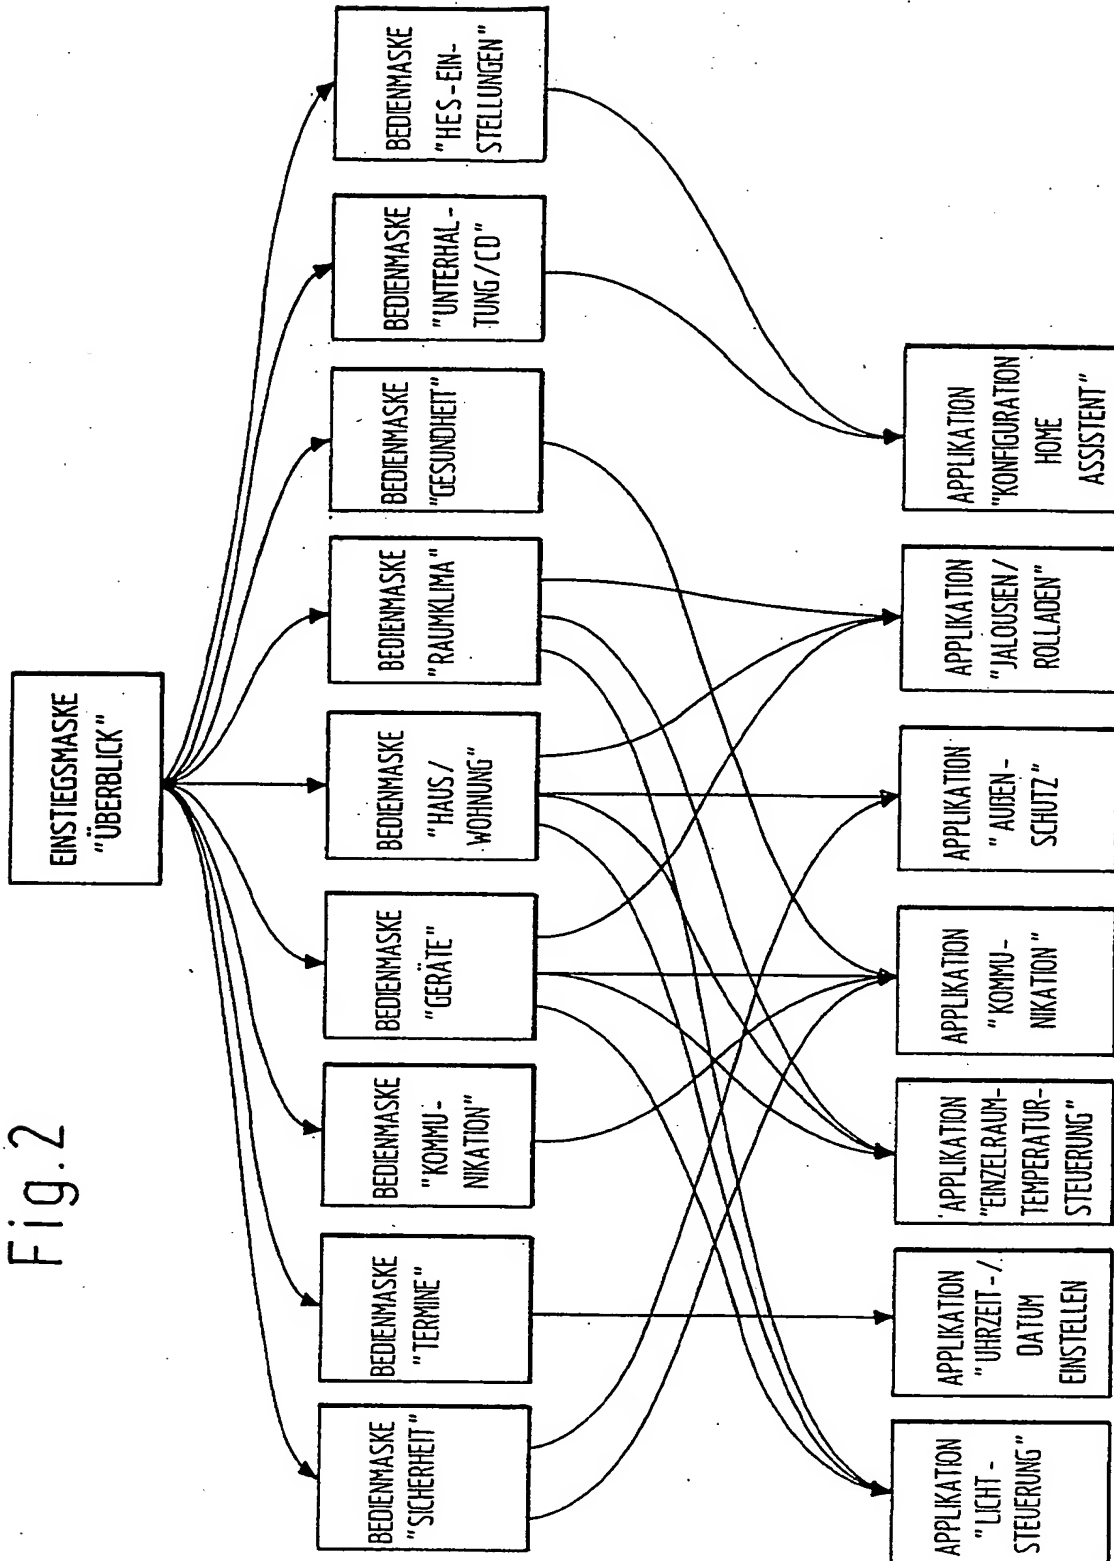 Fig.2
EINSTIEGSMASKE
"ÜBERBLICK"
BEDIENMASKE
"SICHERHEIT"
BEDIENMASKE
"TERMINE"
BEDIENMASKE
"KOMMU-
NIKATION"
BEDIENMASKE
"GERÄTE"
BEDIENMASKE
"HAUS/
WOHNUNG"
BEDIENMASKE
"RAUMKLIMA"
BEDIENMASKE
"GESUNDHEIT"
BEDIENMASKE
"UNTERHAL-
TUNG/CD"
BEDIENMASKE
"HES-EIN-
STELLUNGEN"
APPLIKATION
"LICHT-
STEUERUNG"
APPLIKATION
"UHRZEIT-/
DATUM
EINSTELLEN
APPLIKATION
"EINZELRAUM-
TEMPERATUR-
STEUERUNG"
APPLIKATION
"KOMMU-
NIKATION"
APPLIKATION
"AUßEN-
SCHUTZ"
APPLIKATION
"JALOUSIEN/
ROLLADEN"
APPLIKATION
"KONFIGURATION
HOME
ASSISTENT"